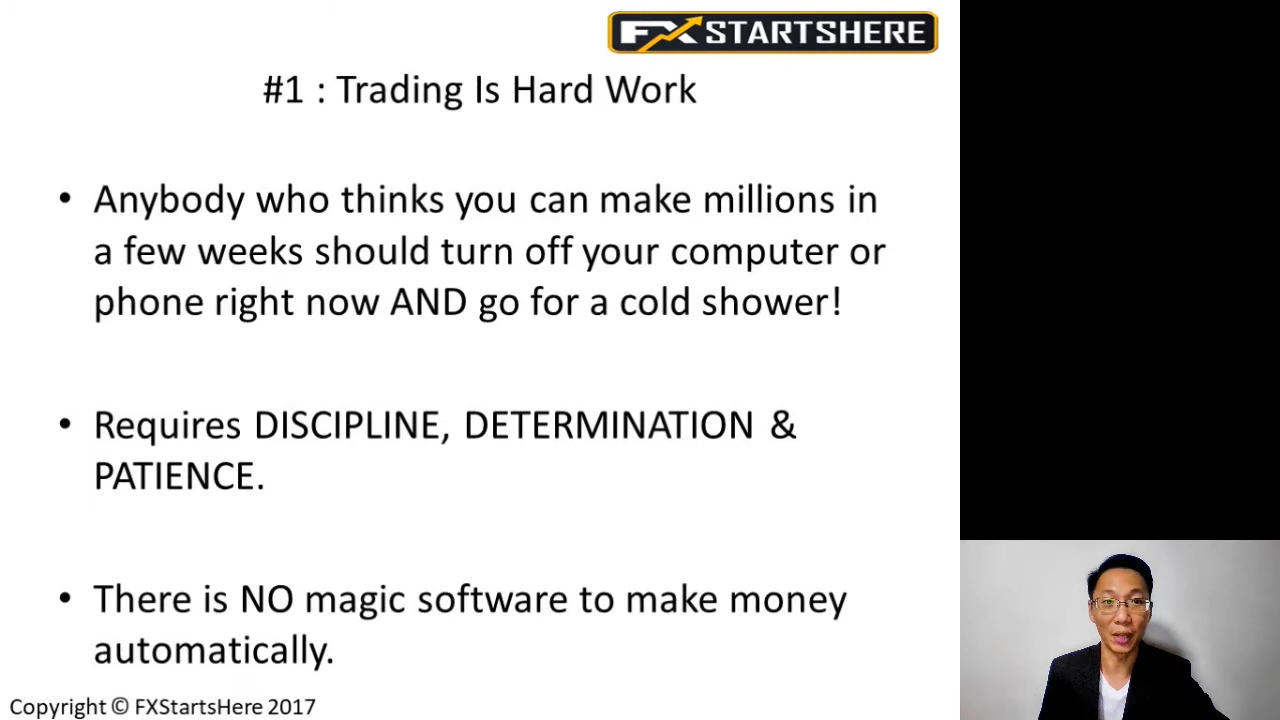 FXSTARTSHERE
#1 : Trading Is Hard Work
• Anybody who thinks you can make millions in
a few weeks should turn off your computer or
phone right now AND go for a cold shower!
• Requires DISCIPLINE, DETERMINATION &
PATIENCE.
• There is NO magic software to make money
automatically.
Copyright © FXStartsHere 2017